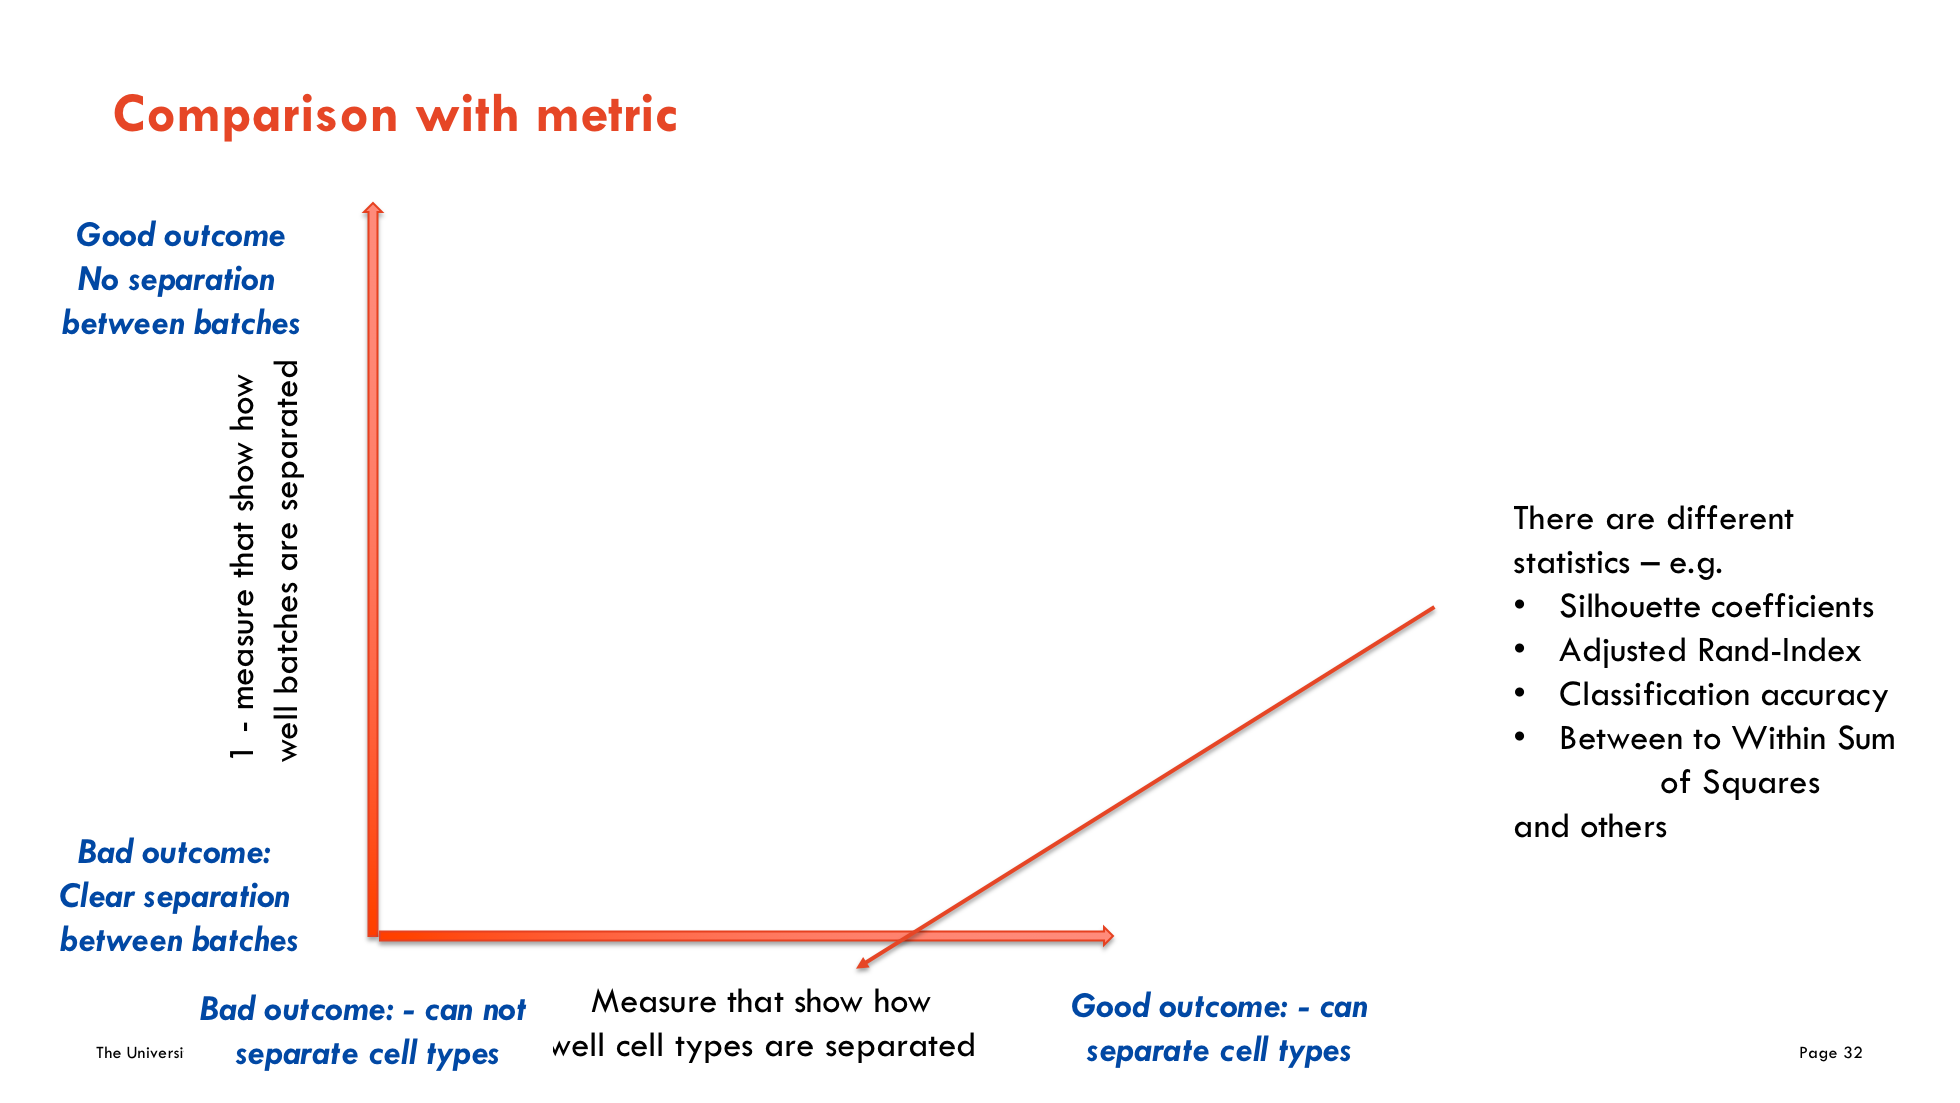 Comparison with metric
Good outcome
No separation
between batches
1 - measure that show how
well batches are separated
Bad outcome:
Clear separation
between batches
There are different
statistics – e.g.
• Silhouette coefficients
• Adjusted Rand-Index
• Classification accuracy
• Between to Within Sum
of Squares
and others
Bad outcome: - can not
separate cell types
Measure that show how
well cell types are separated
Good outcome: - can
separate cell types
The Universi
Page 32